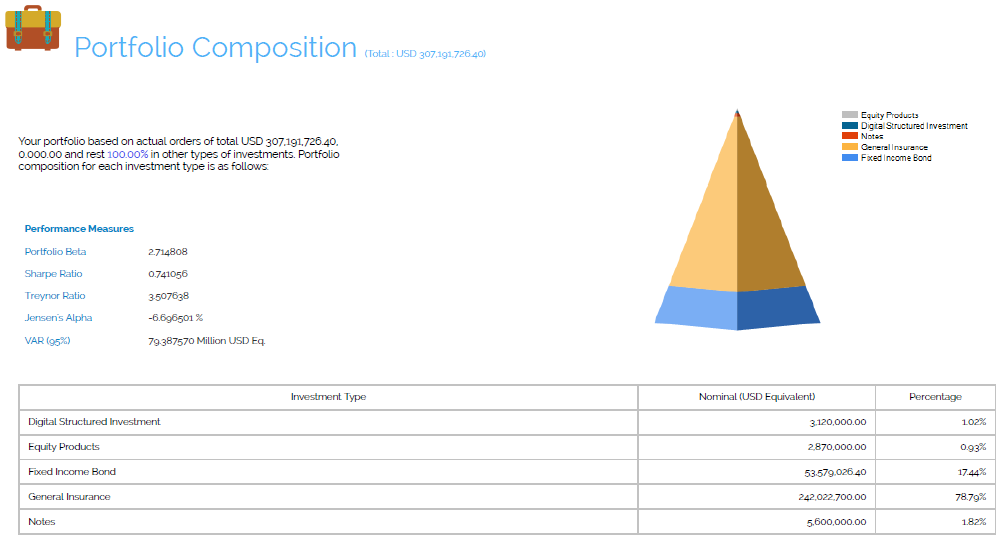 Portfolio Composition (Total : USD 307,191,726.40)
Your portfolio based on actual orders of total USD 307,191,726.40,
0.000.00 and rest 100.00% in other types of investments. Portfolio
composition for each investment type is as follows:
Equity Products
Digital Structured Investment
Notes
General Insurance
Fixed Income Bond
Performance Measures
Portfolio Beta 2.714808
Sharpe Ratio 0.741056
Treynor Ratio 3.507638
Jensen's Alpha -6.696501 %
VAR (95%) 79.387570 Million USD Eq.
Investment Type Nominal (USD Equivalent) Percentage
Digital Structured Investment 3,120,000.00 1.02%
Equity Products 2,870,000.00 0.93%
Fixed Income Bond 53,579,026.40 17.44%
General Insurance 242,022,700.00 78.79%
Notes 5,600,000.00 1.82%